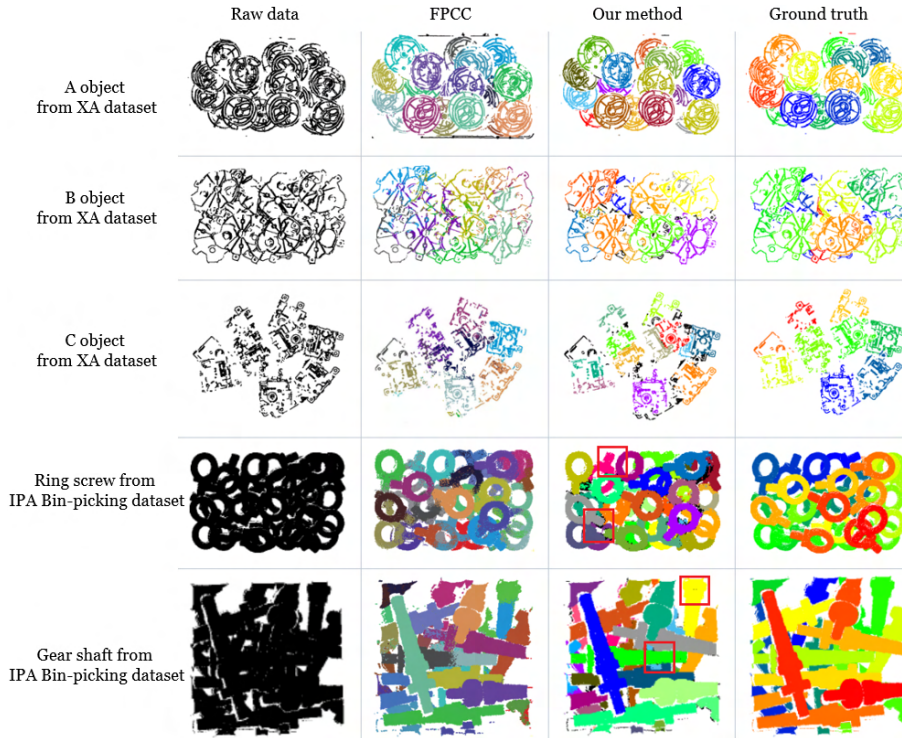 Raw data
FPCC
Our method
Ground truth
A object
from XA dataset
B object
from XA dataset
C object
from XA dataset
Ring screw from
IPA Bin-picking dataset
Gear shaft from
IPA Bin-picking dataset